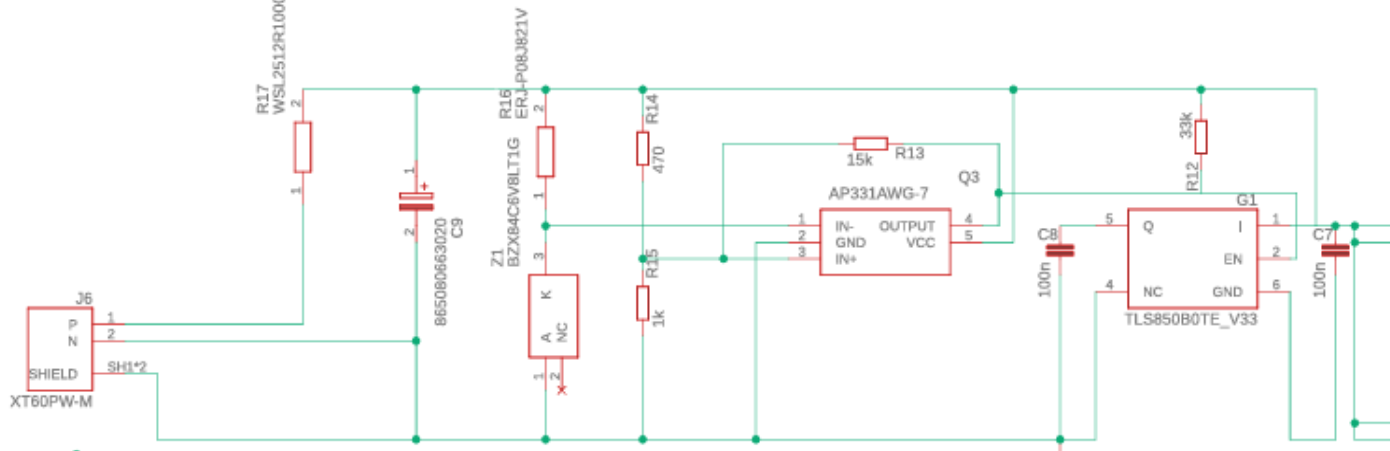 R17
WSL2512R1000
2
1
1
2
+
C9
865080663020
R16
ERJ-P08J821V
2
1
Z1
BZX84C6V8LT1G
3
K
A
NC
1
2
R14
470
R15
1k
15k
R13
Q3
AP331AWG-7
1
IN-
OUTPUT
4
2
GND
VCC
5
3
IN+
33k
R12
G1
C8
100n
5
Q
I
1
EN
2
4
NC
GND
6
TLS850B0TE_V33
C7
100n
J6
P
1
N
2
SHIELD
SH1*2
XT60PW-M